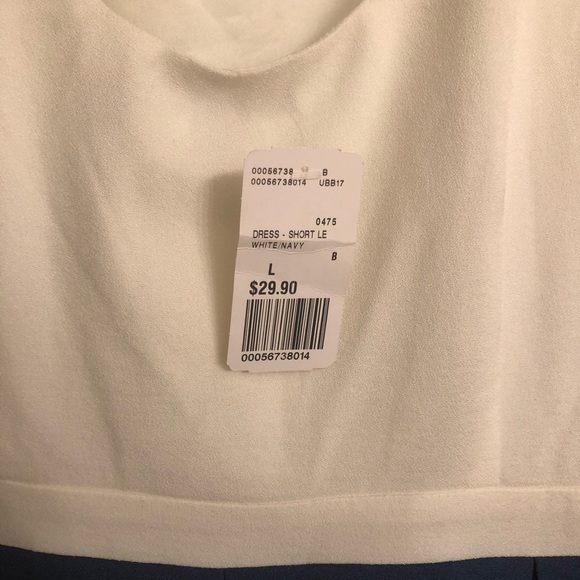 00056738 B
00056738014 UBB17
0475
DRESS - SHORT LE
WHITE/NAVY
B
L
$29.90
00056738014